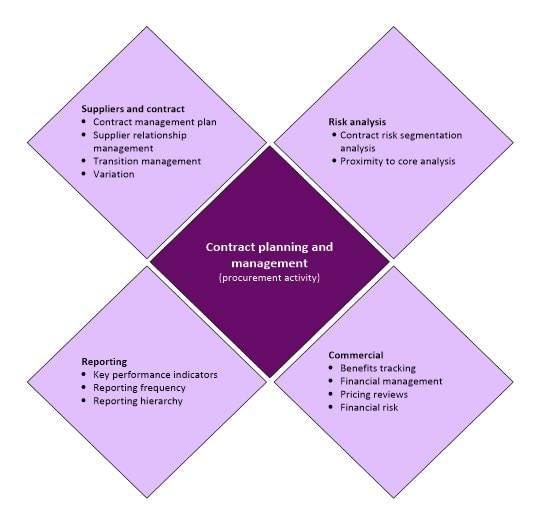 Suppliers and contract
• Contract management plan
• Supplier relationship
management
• Transition management
• Variation
Risk analysis
• Contract risk segmentation
analysis
• Proximity to core analysis
Contract planning and
management
(procurement activity)
Reporting
• Key performance indicators
• Reporting frequency
• Reporting hierarchy
Commercial
• Benefits tracking
• Financial management
• Pricing reviews
• Financial risk